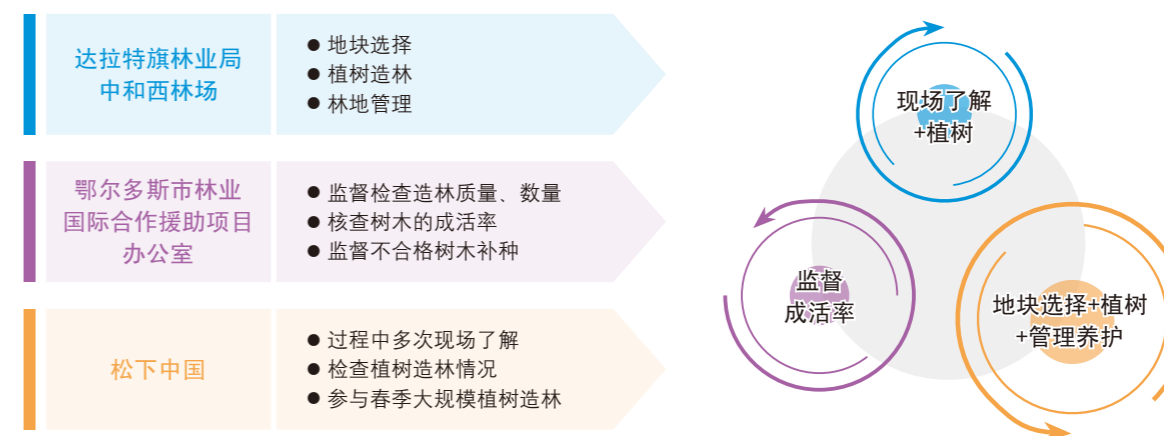 达拉特旗林业局
中和西林场
● 地块选择
● 植树造林
● 林地管理
鄂尔多斯市林业
国际合作援助项目
办公室
● 监督检查造林质量、数量
● 核查树木的成活率
● 监督不合格树木补种
松下中国
● 过程中多次现场了解
● 检查植树造林情况
● 参与春季大规模植树造林
现场了解
+植树
监督
成活率
地块选择+植树
+管理养护